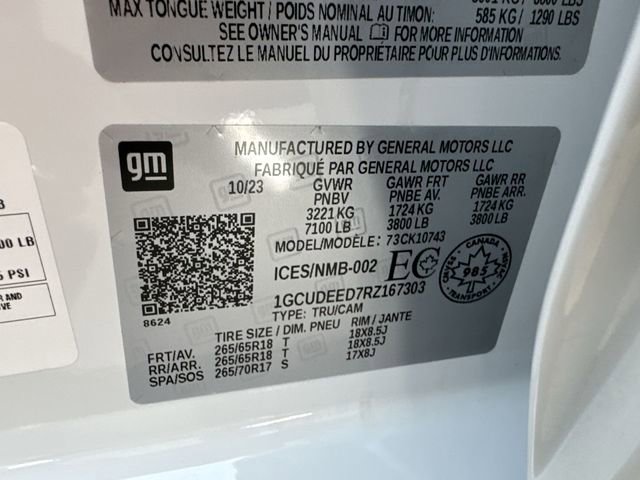 MAX TONGUE WEIGHT / POIDS NOMINAL AU TIMON: 585 KG / 1290 LBS
SEE OWNER'S MANUAL FOR MORE INFORMATION
CONSULTEZ LE MANUEL DU PROPRIÉTAIRE POUR PLUS D'INFORMATION
gm
MANUFACTURED BY GENERAL MOTORS LLC
FABRIQUÉ PAR GENERAL MOTORS LLC
10/23 GVWR GAWR FRT GAWR RR
PNBV PNBE AV. PNBE ARR.
3221 KG 1724 KG 1724 KG
7100 LB 3800 LB 3800 LB
MODEL/MODÈLE: 73CK10743
ICES/NMB-002 EC
CANADA
985
TRANSPORT
1GCUDEED7RZ167303
8624
TYPE: TRU/CAM
TIRE SIZE / DIM. PNEU RIM / JANTE
FRT/AV. 265/65R18 T 18X8.5J
RR/ARR. 265/65R18 T 18X8.5J
SPA/SOS 265/70R17 S 17X8J
00 LB
PSI